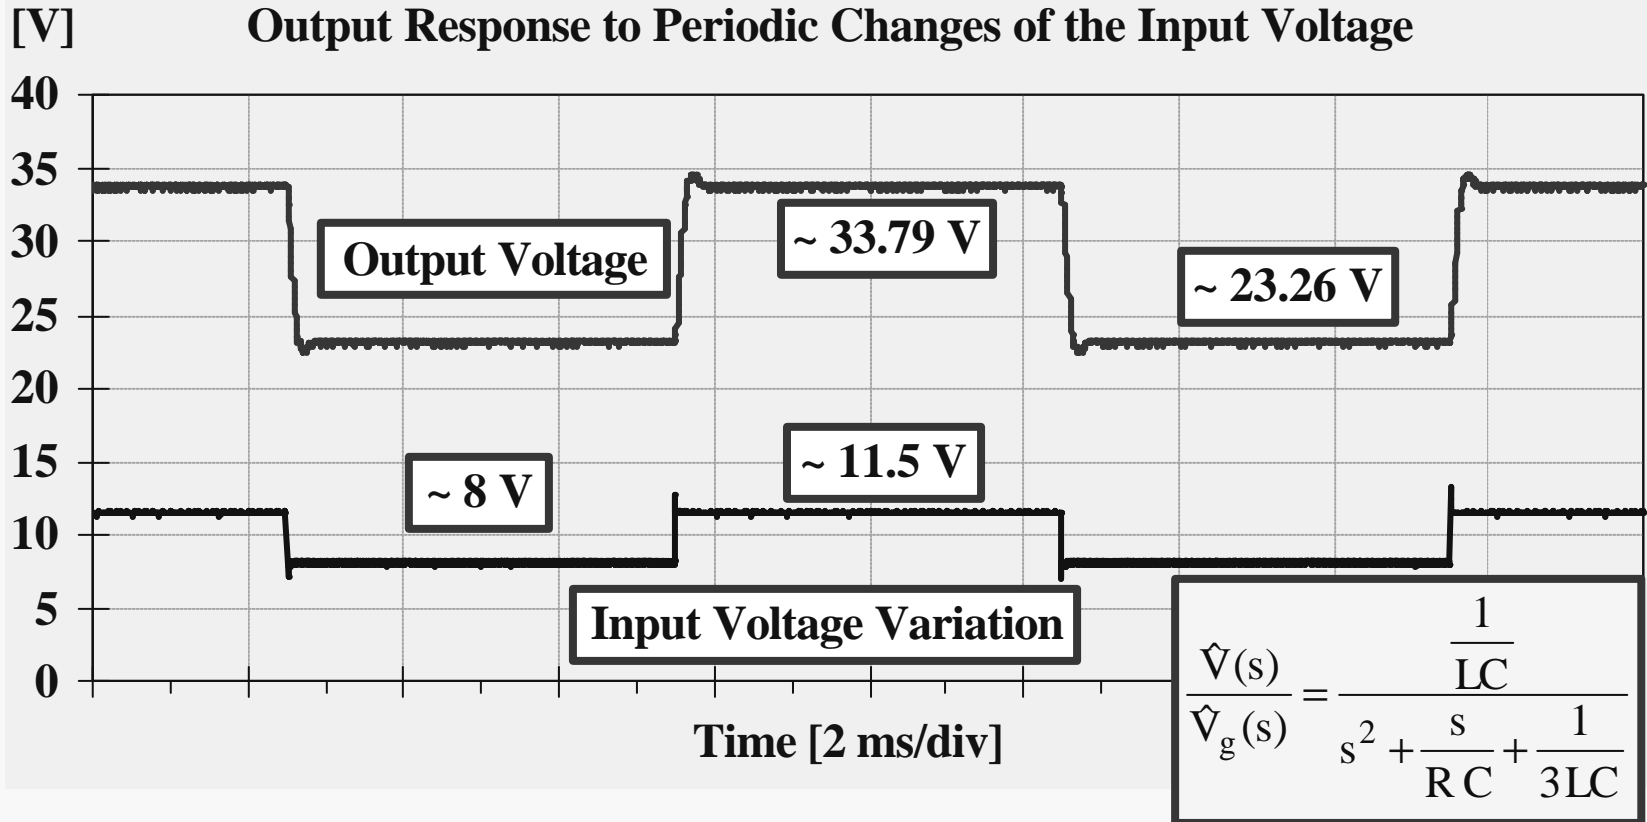 [V] Output Response to Periodic Changes of the Input Voltage
40
35
30
25
20
15
10
5
0
Output Voltage
~ 33.79 V
~ 23.26 V
~ 8 V
~ 11.5 V
Input Voltage Variation
Time [2 ms/div]
V̂(s)/V̂g(s) = (1/LC)/(s² + s/(R C) + 1/(3LC))